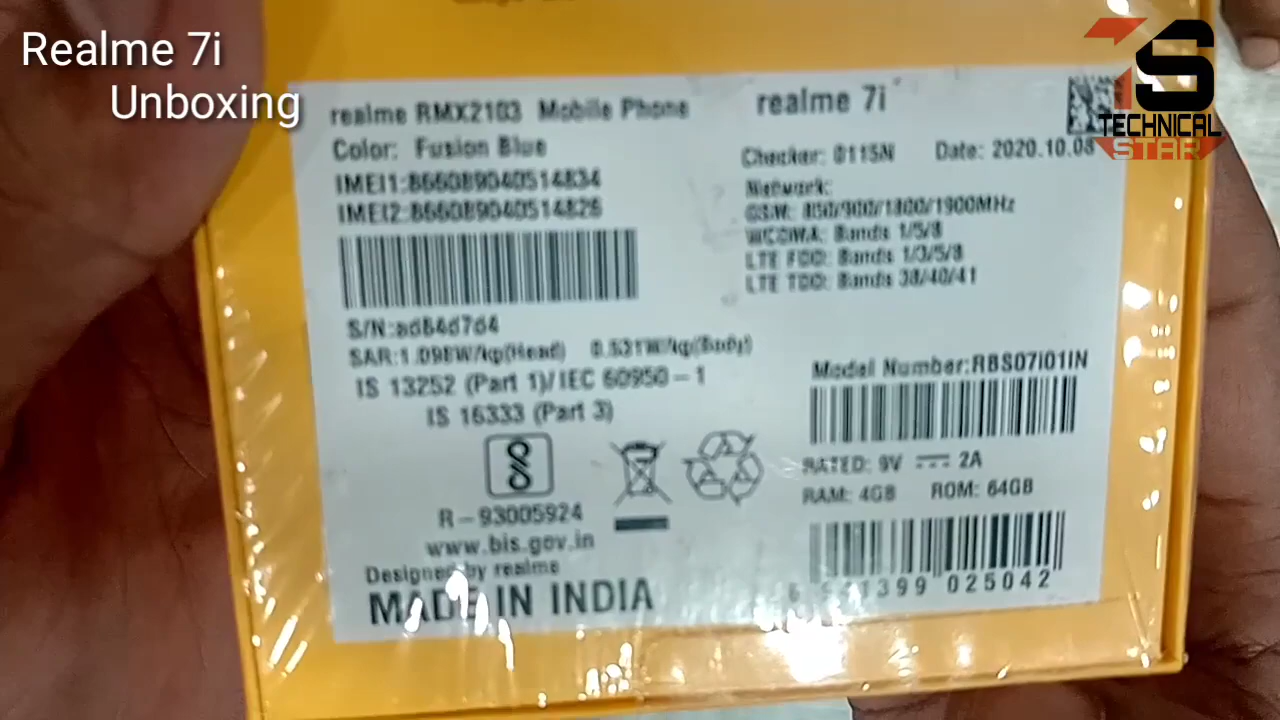 Realme 7i
Unboxing
TS
TECHNICAL
STAR
realme RMX2103 Mobile Phone
realme 7i
Color: Fusion Blue
Checker: 0115N
Date: 2020.10.08
IMEI1:866089040514834
IMEI2:866089040514826
Network:
GSM: 850/900/1800/1900MHz
WCDMA: Bands 1/5/8
LTE FDD: Bands 1/3/5/8
LTE TDD: Bands 38/40/41
S/N:ad84d7d4
SAR:1.098W/kg(Head) 0.531W/kg(Body)
IS 13252 (Part 1)/IEC 60950-1
IS 16333 (Part 3)
R-93005924
www.bis.gov.in
Designed by realme
MADE IN INDIA
Model Number:RBS07I01IN
RATED: 9V 2A
RAM: 4GB ROM: 64GB
025042